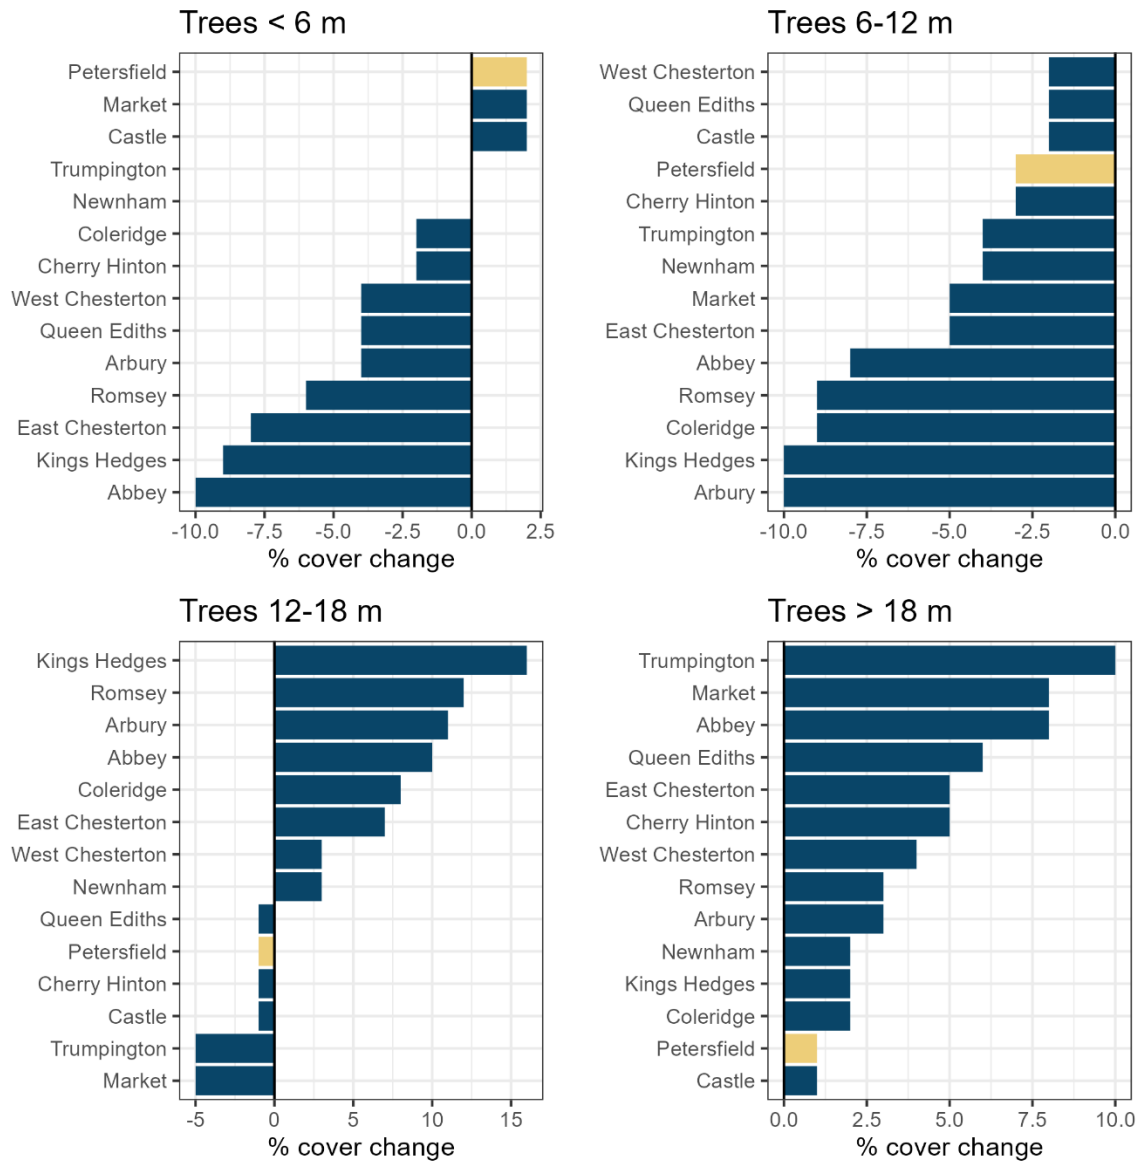 Trees < 6 m
Petersfield
Market
Castle
Trumpington
Newnham
Coleridge
Cherry Hinton
West Chesterton
Queen Ediths
Arbury
Romsey
East Chesterton
Kings Hedges
Abbey
-10.0 -7.5 -5.0 -2.5 0.0 2.5
% cover change
Trees 6-12 m
West Chesterton
Queen Ediths
Castle
Petersfield
Cherry Hinton
Trumpington
Newnham
Market
East Chesterton
Abbey
Romsey
Coleridge
Kings Hedges
Arbury
-10.0 -7.5 -5.0 -2.5 0.0
% cover change
Trees 12-18 m
Kings Hedges
Romsey
Arbury
Abbey
Coleridge
East Chesterton
West Chesterton
Newnham
Queen Ediths
Petersfield
Cherry Hinton
Castle
Trumpington
Market
-5 0 5 10 15
% cover change
Trees > 18 m
Trumpington
Market
Abbey
Queen Ediths
East Chesterton
Cherry Hinton
West Chesterton
Romsey
Arbury
Newnham
Kings Hedges
Coleridge
Petersfield
Castle
0.0 2.5 5.0 7.5 10.0
% cover change